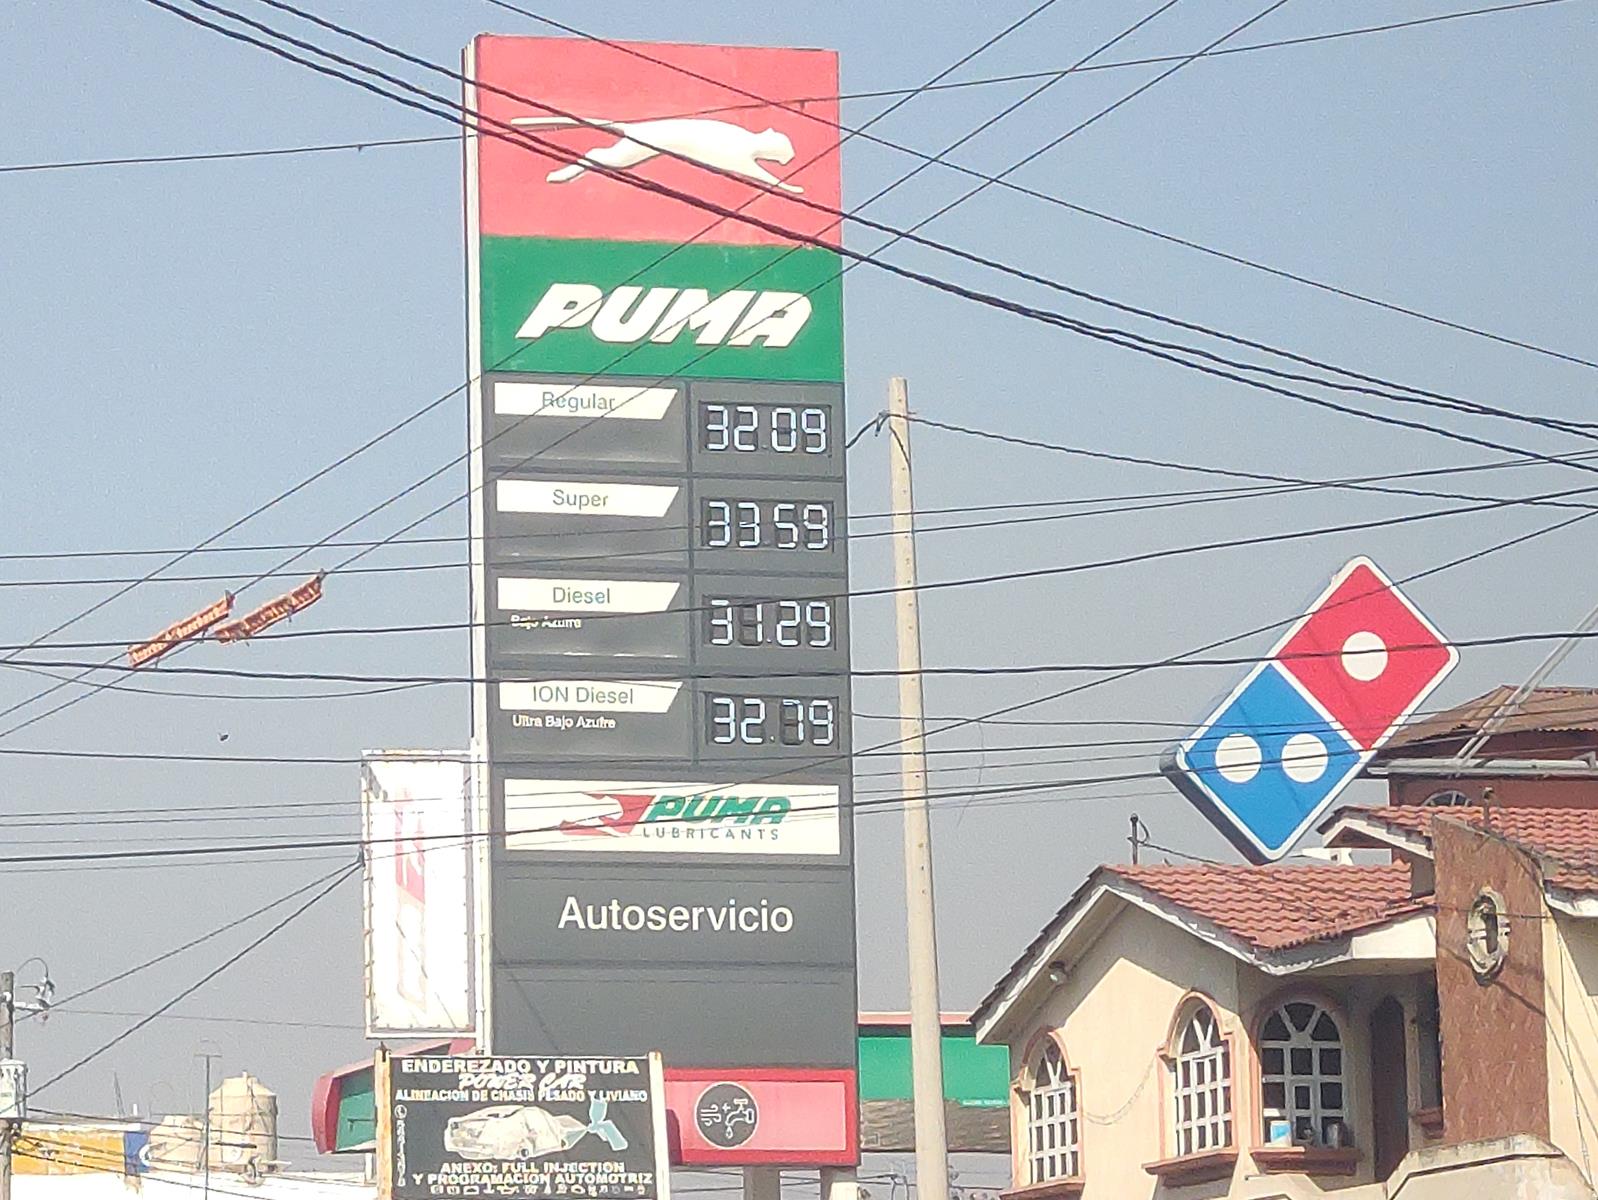 PUMA
Regular
32.09
Super
33.59
Diesel
Bajo Azufre
31.29
ION Diesel
Ultra Bajo Azufre
32.79
PUMA
LUBRICANTS
Autoservicio
ENDEREZADO Y PINTURA
POWER CAR
ALINEACION DE CHASIS PESADO Y LIVIANO
ANEXO: FULL INJECTION
Y PROGRAMACION AUTOMOTRIZ